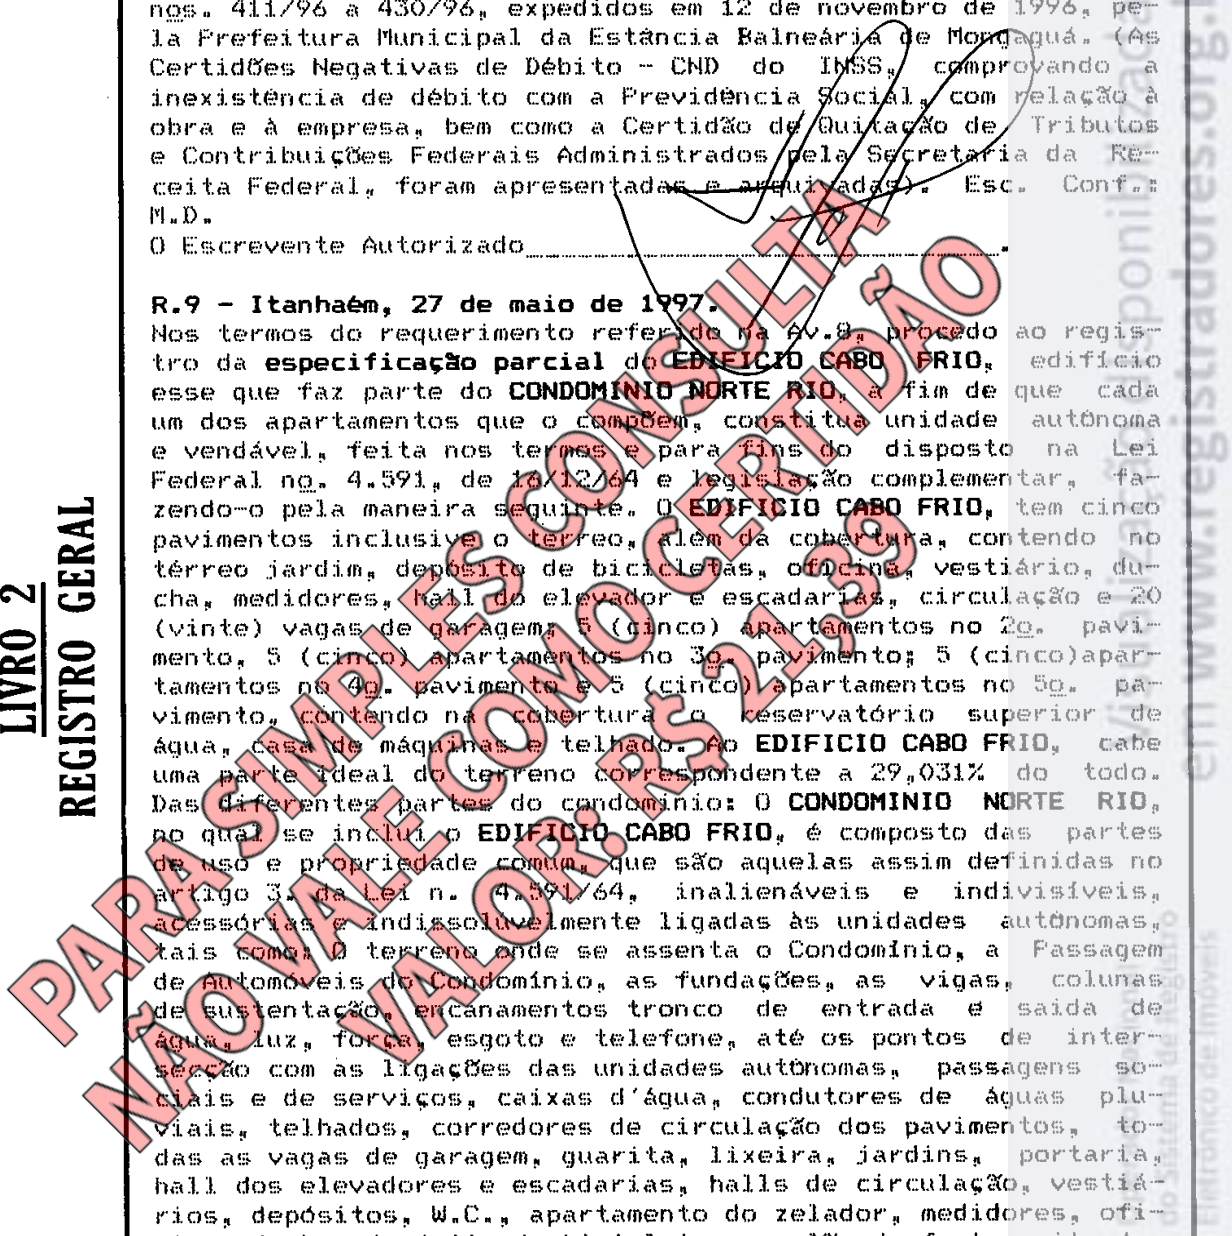 nos. 411/96 a 430/96, expedidos em 12 de novembro de 1996, pe-
la Prefeitura Municipal da Estância Balneária de Mongaguá. (As
Certidões Negativas de Débito - CND do INSS, comprovando a
inexistência de débito com a Previdência Social, com relação à
obra e à empresa, bem como a Certidão de Quitação de Tributos
e Contribuições Federais Administrados pela Secretaria da Re-
ceita Federal, foram apresentadas e arquivadas). Esc. Conf.:
M.D.
O Escrevente Autorizado
R.9 - Itanhaém, 27 de maio de 1997.
Nos termos do requerimento referido na Av.8, procedo ao regis-
tro da especificação parcial do EDIFICIO CABO FRIO, edifício
esse que faz parte do CONDOMINIO NORTE RIO, a fim de que cada
um dos apartamentos que o compõem, constitua unidade autônoma
e vendável, feita nos termos e para fins do disposto na Lei
Federal no. 4.591, de 16/12/64 e legislação complementar, fa-
zendo-o pela maneira seguinte. O EDIFICIO CABO FRIO, tem cinco
pavimentos inclusive o terreo, além da cobertura, contendo no
térreo jardim, depósito de bicicletas, oficina, vestiário, du-
cha, medidores, hall do elevador e escadarias, circulação e 20
(vinte) vagas de garagem; 5 (cinco) apartamentos no 2o. pavi-
mento, 5 (cinco) apartamentos no 3o. pavimento; 5 (cinco)apar-
tamentos no 4o. pavimento e 5 (cinco) apartamentos no 5o. pa-
vimento, contendo na cobertura o reservatório superior de
água, casa de máquinas e telhado. Ao EDIFICIO CABO FRIO, cabe
uma parte ideal do terreno correspondente a 29,031% do todo.
Das diferentes partes do condomínio: O CONDOMINIO NORTE RIO,
no qual se inclui o EDIFICIO CABO FRIO, é composto das partes
de uso e propriedade comum, que são aquelas assim definidas no
artigo 3. da Lei n. 4.591/64, inalienáveis e indivisíveis,
acessórias e indissolúvelmente ligadas às unidades autônomas,
tais como: O terreno onde se assenta o Condomínio, a Passagem
de Automóveis do Condomínio, as fundações, as vigas, colunas
de sustentação, encanamentos tronco de entrada e saida de
água, luz, força, esgoto e telefone, até os pontos de inter-
secção com as ligações das unidades autônomas, passagens so-
ciais e de serviços, caixas d'água, condutores de águas plu-
viais, telhados, corredores de circulação dos pavimentos, to-
das as vagas de garagem, guarita, lixeira, jardins, portaria,
hall dos elevadores e escadarias, halls de circulação, vestiá-
rios, depósitos, W.C., apartamento do zelador, medidores, ofi-
LIVRO 2
REGISTRO GERAL
PARA SIMPLES CONSULTA
NÃO VALE COMO CERTIDÃO
VALOR: R$ 21,39
em www.registradores.org.
do Sistema de Registro
Eletrônico de Imóveis